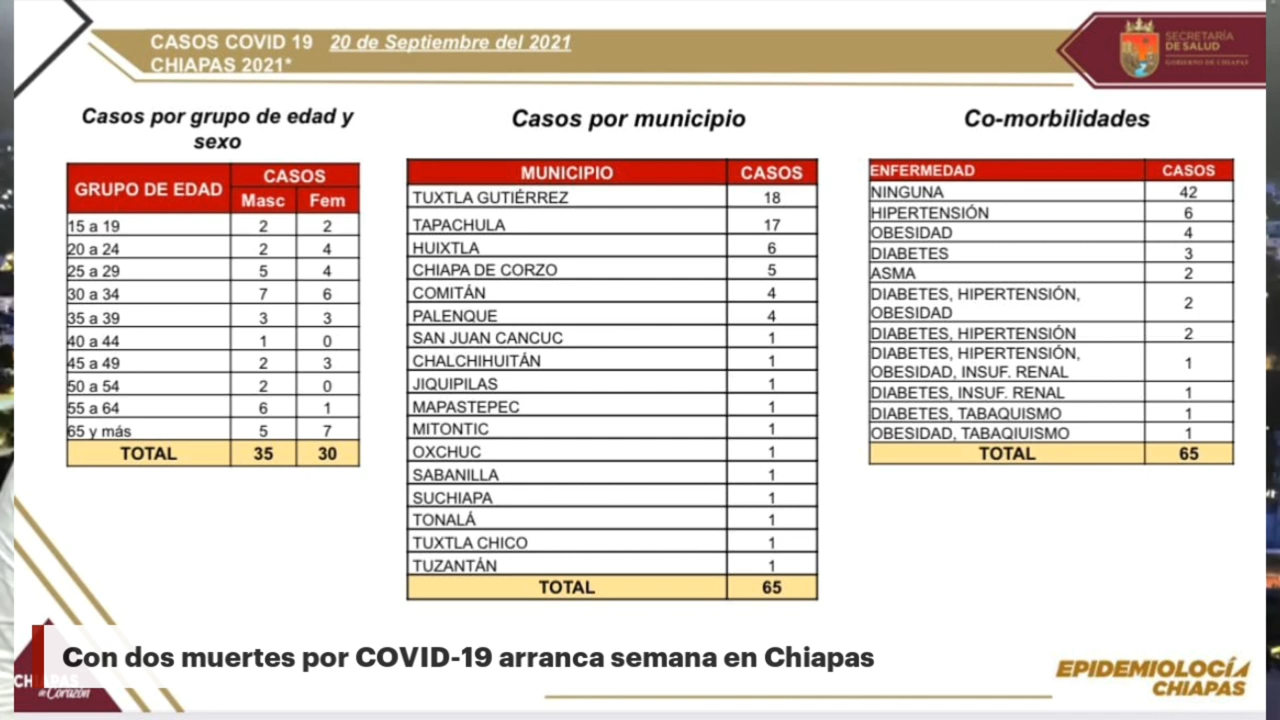 CASOS COVID 19 20 de Septiembre del 2021
CHIAPAS 2021*
SECRETARÍA
DE SALUD
GOBIERNO DE CHIAPAS
Casos por grupo de edad y
sexo
GRUPO DE EDAD CASOS
Masc Fem
15 a 19 2 2
20 a 24 2 4
25 a 29 5 4
30 a 34 7 6
35 a 39 3 3
40 a 44 1 0
45 a 49 2 3
50 a 54 2 0
55 a 64 6 1
65 y más 5 7
TOTAL 35 30
Casos por municipio
MUNICIPIO CASOS
TUXTLA GUTIÉRREZ 18
TAPACHULA 17
HUIXTLA 6
CHIAPA DE CORZO 5
COMITÁN 4
PALENQUE 4
SAN JUAN CANCUC 1
CHALCHIHUITÁN 1
JIQUIPILAS 1
MAPASTEPEC 1
MITONTIC 1
OXCHUC 1
SABANILLA 1
SUCHIAPA 1
TONALÁ 1
TUXTLA CHICO 1
TUZANTÁN 1
TOTAL 65
Co-morbilidades
ENFERMEDAD CASOS
NINGUNA 42
HIPERTENSIÓN 6
OBESIDAD 4
DIABETES 3
ASMA 2
DIABETES, HIPERTENSIÓN,
OBESIDAD 2
DIABETES, HIPERTENSIÓN 2
DIABETES, HIPERTENSIÓN,
OBESIDAD, INSUF. RENAL 1
DIABETES, INSUF. RENAL 1
DIABETES, TABAQUISMO 1
OBESIDAD, TABAQIUISMO 1
TOTAL 65
Con dos muertes por COVID-19 arranca semana en Chiapas
CHIAPAS
de Corazón
EPIDEMIOLOGÍA
CHIAPAS